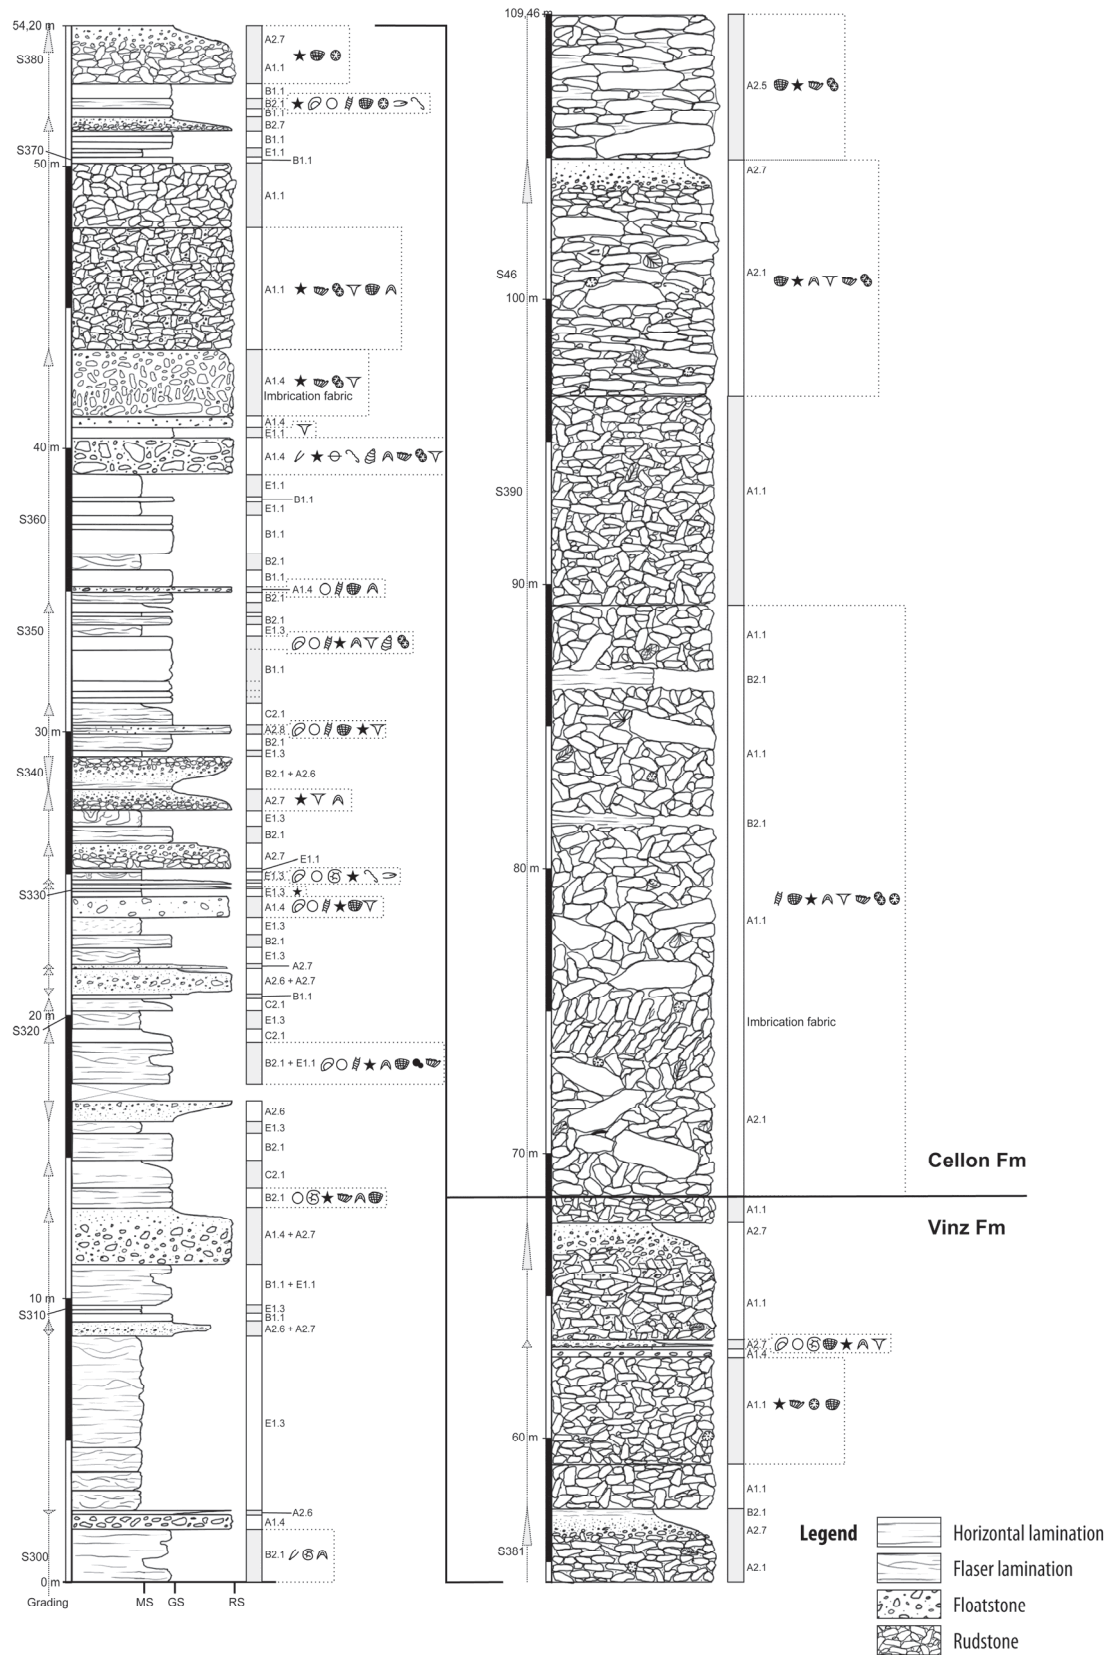 54,20 m
S380
A2.7
A1.1
B1.1
B2.1
B1.1
B2.7
B1.1
E1.1
B1.1
S370
50 m
A1.1
A1.1
A1.4
Imbrication fabric
A1.4
E1.1
40 m
A1.4
E1.1
D1.1
E1.1
S360
B1.1
B2.1
B1.1
A1.4
B2.1
B2.1
E1.3
S350
B1.1
C2.1
A2.8
30 m
B2.1
E1.3
S340
B2.1 + A2.6
A2.7
E1.3
B2.1
A2.7
E1.1
E1.3
S330
E1.3
A1.4
E1.3
B2.1
E1.3
A2.7
A2.6 + A2.7
B1.1
C2.1
20 m
E1.3
S320
C2.1
B2.1 + E1.1
A2.6
E1.3
B2.1
C2.1
B2.1
A1.4 + A2.7
B1.1 + E1.1
10 m
E1.3
S310
B1.1
A2.6 + A2.7
E1.3
A2.6
A1.4
S300
B2.1
0 m
Grading
MS
GS
RS
109,46 m
A2.5
A2.7
S46
A2.1
100 m
S390
A1.1
90 m
A1.1
B2.1
A1.1
B2.1
80 m
A1.1
Imbrication fabric
A2.1
70 m
Cellon Fm
A1.1
Vinz Fm
A2.7
A1.1
A2.7
A1.4
A1.1
60 m
A1.1
B2.1
A2.7
S381
A2.1
Legend
Horizontal lamination
Flaser lamination
Floatstone
Rudstone